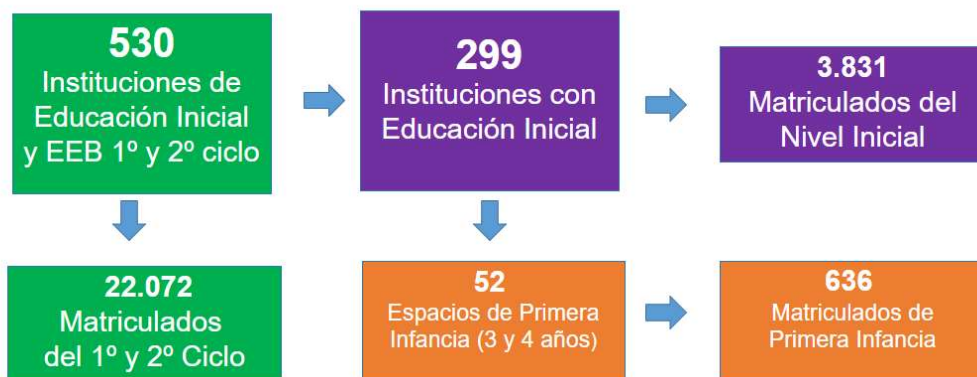 530
Instituciones de
Educación Inicial
y EEB 1º y 2º ciclo
299
Instituciones con
Educación Inicial
3.831
Matriculados del
Nivel Inicial
22.072
Matriculados
del 1º y 2º Ciclo
52
Espacios de Primera
Infancia (3 y 4 años)
636
Matriculados de
Primera Infancia